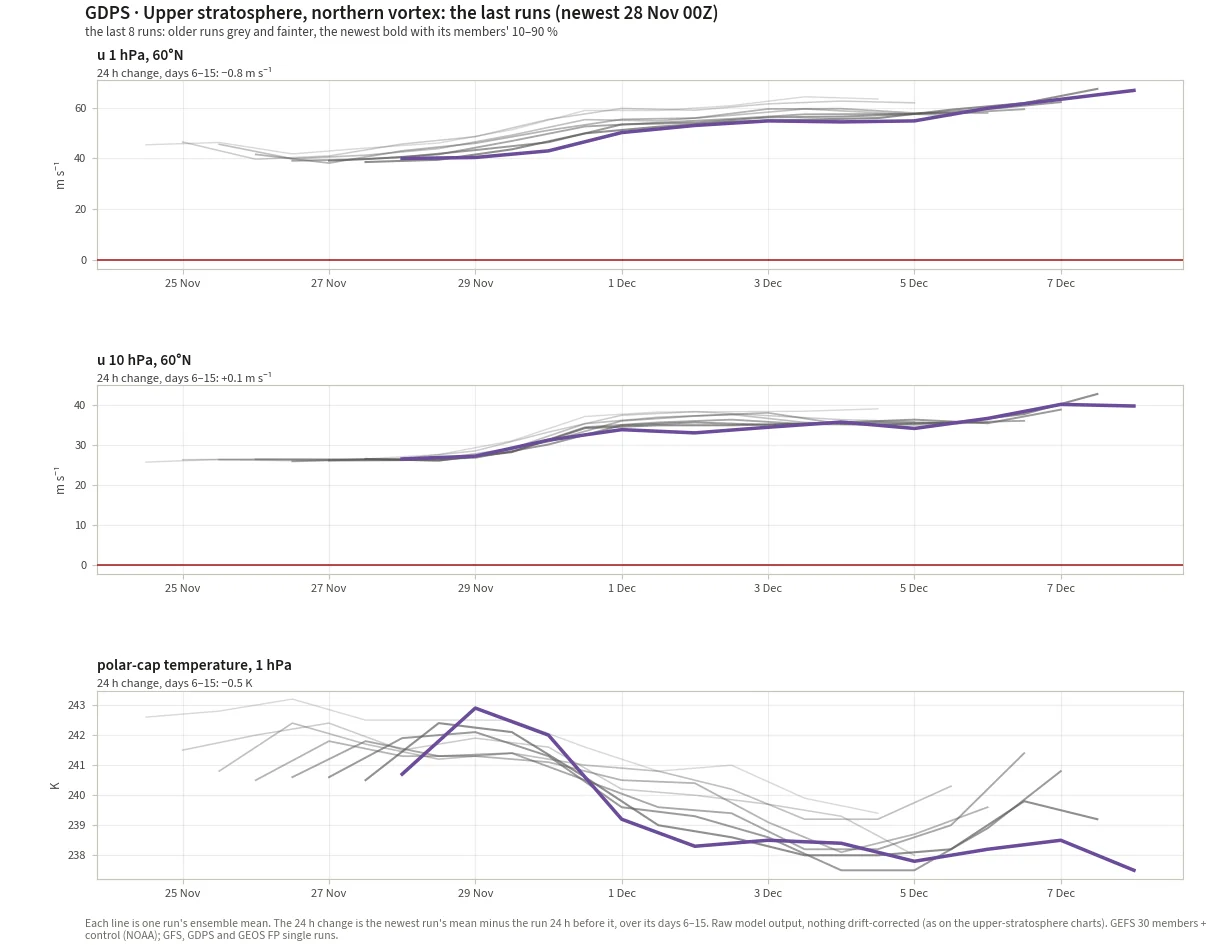 GDPS · Upper stratosphere, northern vortex: the last runs (newest 28 Nov 00Z)
the last 8 runs: older runs grey and fainter, the newest bold with its members' 10–90 %
u 1 hPa, 60°N
24 h change, days 6–15: −0.8 m s⁻¹
60
40
20
0
m s⁻¹
25 Nov 27 Nov 29 Nov 1 Dec 3 Dec 5 Dec 7 Dec
u 10 hPa, 60°N
24 h change, days 6–15: +0.1 m s⁻¹
40
30
20
10
0
m s⁻¹
25 Nov 27 Nov 29 Nov 1 Dec 3 Dec 5 Dec 7 Dec
polar-cap temperature, 1 hPa
24 h change, days 6–15: −0.5 K
243
242
241
240
239
238
K
25 Nov 27 Nov 29 Nov 1 Dec 3 Dec 5 Dec 7 Dec
Each line is one run's ensemble mean. The 24 h change is the newest run's mean minus the run 24 h before it, over its days 6–15. Raw model output, nothing drift-corrected (as on the upper-stratosphere charts). GEFS 30 members +
control (NOAA); GFS, GDPS and GEOS FP single runs.